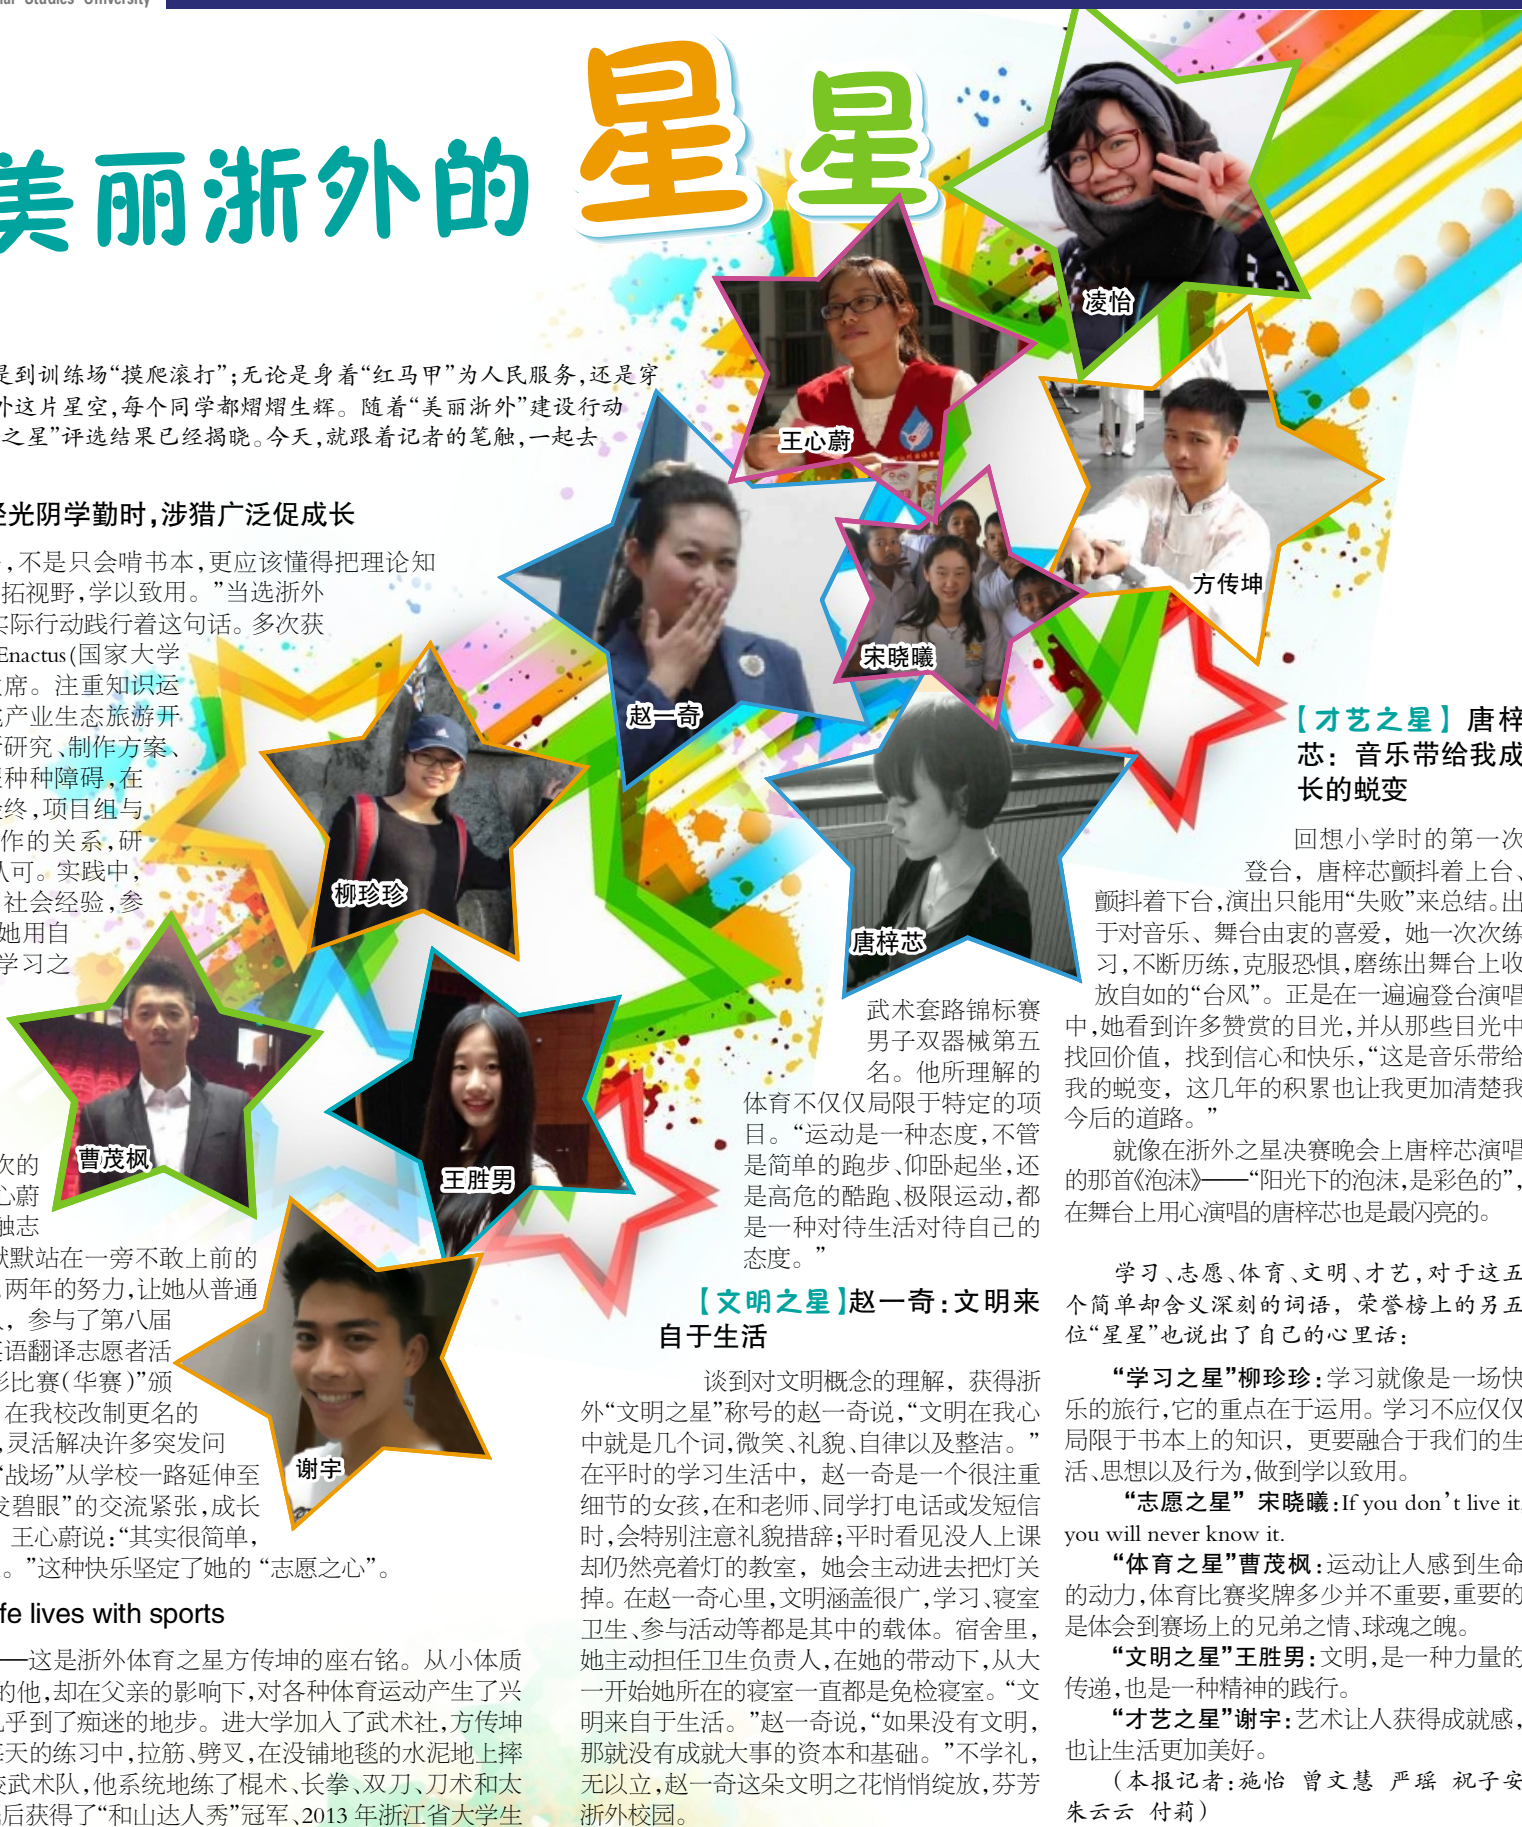 nal Studies University
美丽浙外的星星
是到训练场“摸爬滚打”;无论是身着“红马甲”为人民服务,还是穿
外这片星空,每个同学都熠熠生辉。随着“美丽浙外”建设行动
之星”评选结果已经揭晓。今天,就跟着记者的笔触,一起去
光阴学勤时,涉猎广泛促成长
,不是只会啃书本,更应该懂得把理论知
拓视野,学以致用。”当选浙外
实际行动践行着这句话。多次获
Enactus(国家大学
席。注重知识运
产业生态旅游开
研究、制作方案、
种种障碍,在
终,项目组与
作的关系,研
认可。实践中,
社会经验,参
她用自
学习之
次的
心蔚
触志
默默站在一旁不敢上前的
两年的努力,让她从普通
,参与了第八届
英语翻译志愿者活
影比赛(华赛)”颁
在我校改制更名的
,灵活解决许多突发问
“战场”从学校一路延伸至
发碧眼”的交流紧张,成长
王心蔚说:“其实很简单,
。”这种快乐坚定了她的“志愿之心”。
fe lives with sports
——这是浙外体育之星方传坤的座右铭。从小体质
的他,却在父亲的影响下,对各种体育运动产生了兴
几乎到了痴迷的地步。进大学加入了武术社,方传坤
每天的练习中,拉筋、劈叉,在没铺地毯的水泥地上摔
校武术队,他系统地练了棍术、长拳、双刀、刀术和太
后获得了“和山达人秀”冠军、2013年浙江省大学生
凌怡
王心蔚
方传坤
宋晓曦
赵一奇
柳珍珍
唐梓芯
曹茂枫
王胜男
谢宇
武术套路锦标赛
男子双器械第五
名。他所理解的
体育不仅仅局限于特定的项
目。“运动是一种态度,不管
是简单的跑步、仰卧起坐,还
是高危的酷跑、极限运动,都
是一种对待生活对待自己的
态度。”
【文明之星】赵一奇:文明来
自于生活
谈到对文明概念的理解,获得浙
外“文明之星”称号的赵一奇说,“文明在我心
中就是几个词,微笑、礼貌、自律以及整洁。”
在平时的学习生活中,赵一奇是一个很注重
细节的女孩,在和老师、同学打电话或发短信
时,会特别注意礼貌措辞;平时看见没人上课
却仍然亮着灯的教室,她会主动进去把灯关
掉。在赵一奇心里,文明涵盖很广,学习、寝室
卫生、参与活动等都是其中的载体。宿舍里,
她主动担任卫生负责人,在她的带动下,从大
一开始她所在的寝室一直都是免检寝室。“文
明来自于生活。”赵一奇说,“如果没有文明,
那就没有成就大事的资本和基础。”不学礼,
无以立,赵一奇这朵文明之花悄悄绽放,芬芳
浙外校园。
【才艺之星】唐梓
芯:音乐带给我成
长的蜕变
回想小学时的第一次
登台,唐梓芯颤抖着上台、
颤抖着下台,演出只能用“失败”来总结。出
于对音乐、舞台由衷的喜爱,她一次次练
习,不断历练,克服恐惧,磨练出舞台上收
放自如的“台风”。正是在一遍遍登台演唱
中,她看到许多赞赏的目光,并从那些目光中
找回价值,找到信心和快乐,“这是音乐带给
我的蜕变,这几年的积累也让我更加清楚我
今后的道路。”
就像在浙外之星决赛晚会上唐梓芯演唱
的那首《泡沫》——“阳光下的泡沫,是彩色的”,
在舞台上用心演唱的唐梓芯也是最闪亮的。
学习、志愿、体育、文明、才艺,对于这五
个简单却含义深刻的词语,荣誉榜上的另五
位“星星”也说出了自己的心里话:
“学习之星”柳珍珍:学习就像是一场快
乐的旅行,它的重点在于运用。学习不应仅仅
局限于书本上的知识,更要融合于我们的生
活、思想以及行为,做到学以致用。
“志愿之星”宋晓曦:If you don’t live it,
you will never know it.
“体育之星”曹茂枫:运动让人感到生命
的动力,体育比赛奖牌多少并不重要,重要的
是体会到赛场上的兄弟之情、球魂之魄。
“文明之星”王胜男:文明,是一种力量的
传递,也是一种精神的践行。
“才艺之星”谢宇:艺术让人获得成就感,
也让生活更加美好。
(本报记者:施怡 曾文慧 严瑶 祝子安
朱云云 付莉)